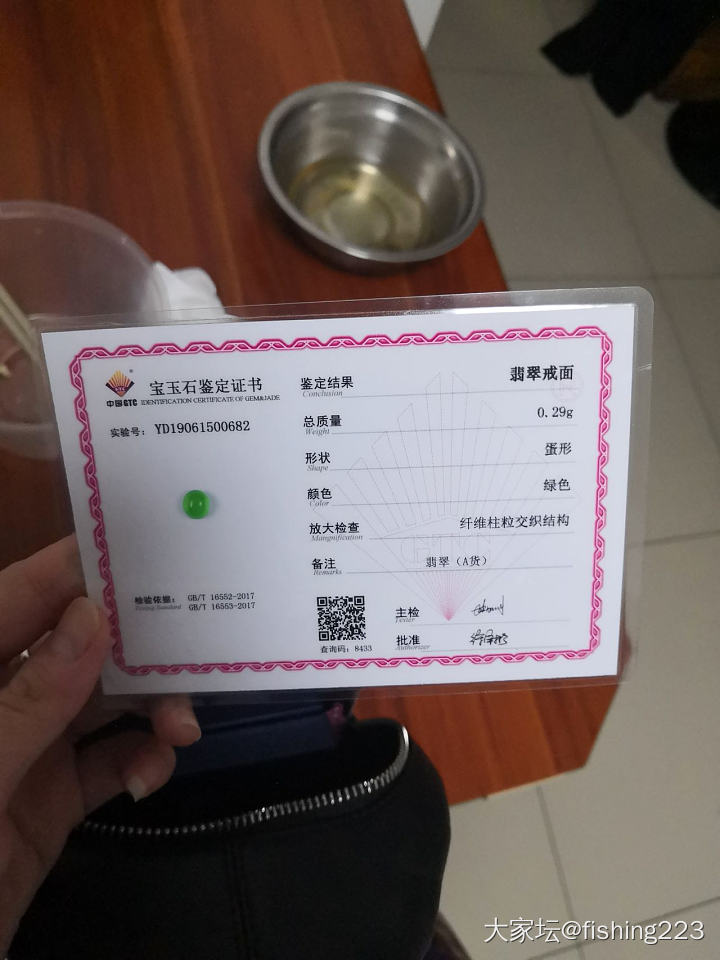 中国GTC
宝玉石鉴定证书
IDENTIFICATION CERTIFICATE OF GEM&JADE
实验号: YD19061500682
鉴定结果 翡翠戒面
Conclusion
总质量 0.29g
Weight
形状 蛋形
Shape
颜色 绿色
Color
放大检查 纤维柱粒交织结构
Mangnification
备注 翡翠（A货）
Remarks
检验依据: GB/T 16552-2017
Testing Standard GB/T 16553-2017
查询码: 8433
主检
Tester
批准
Authorizer
大家坛@fishing223